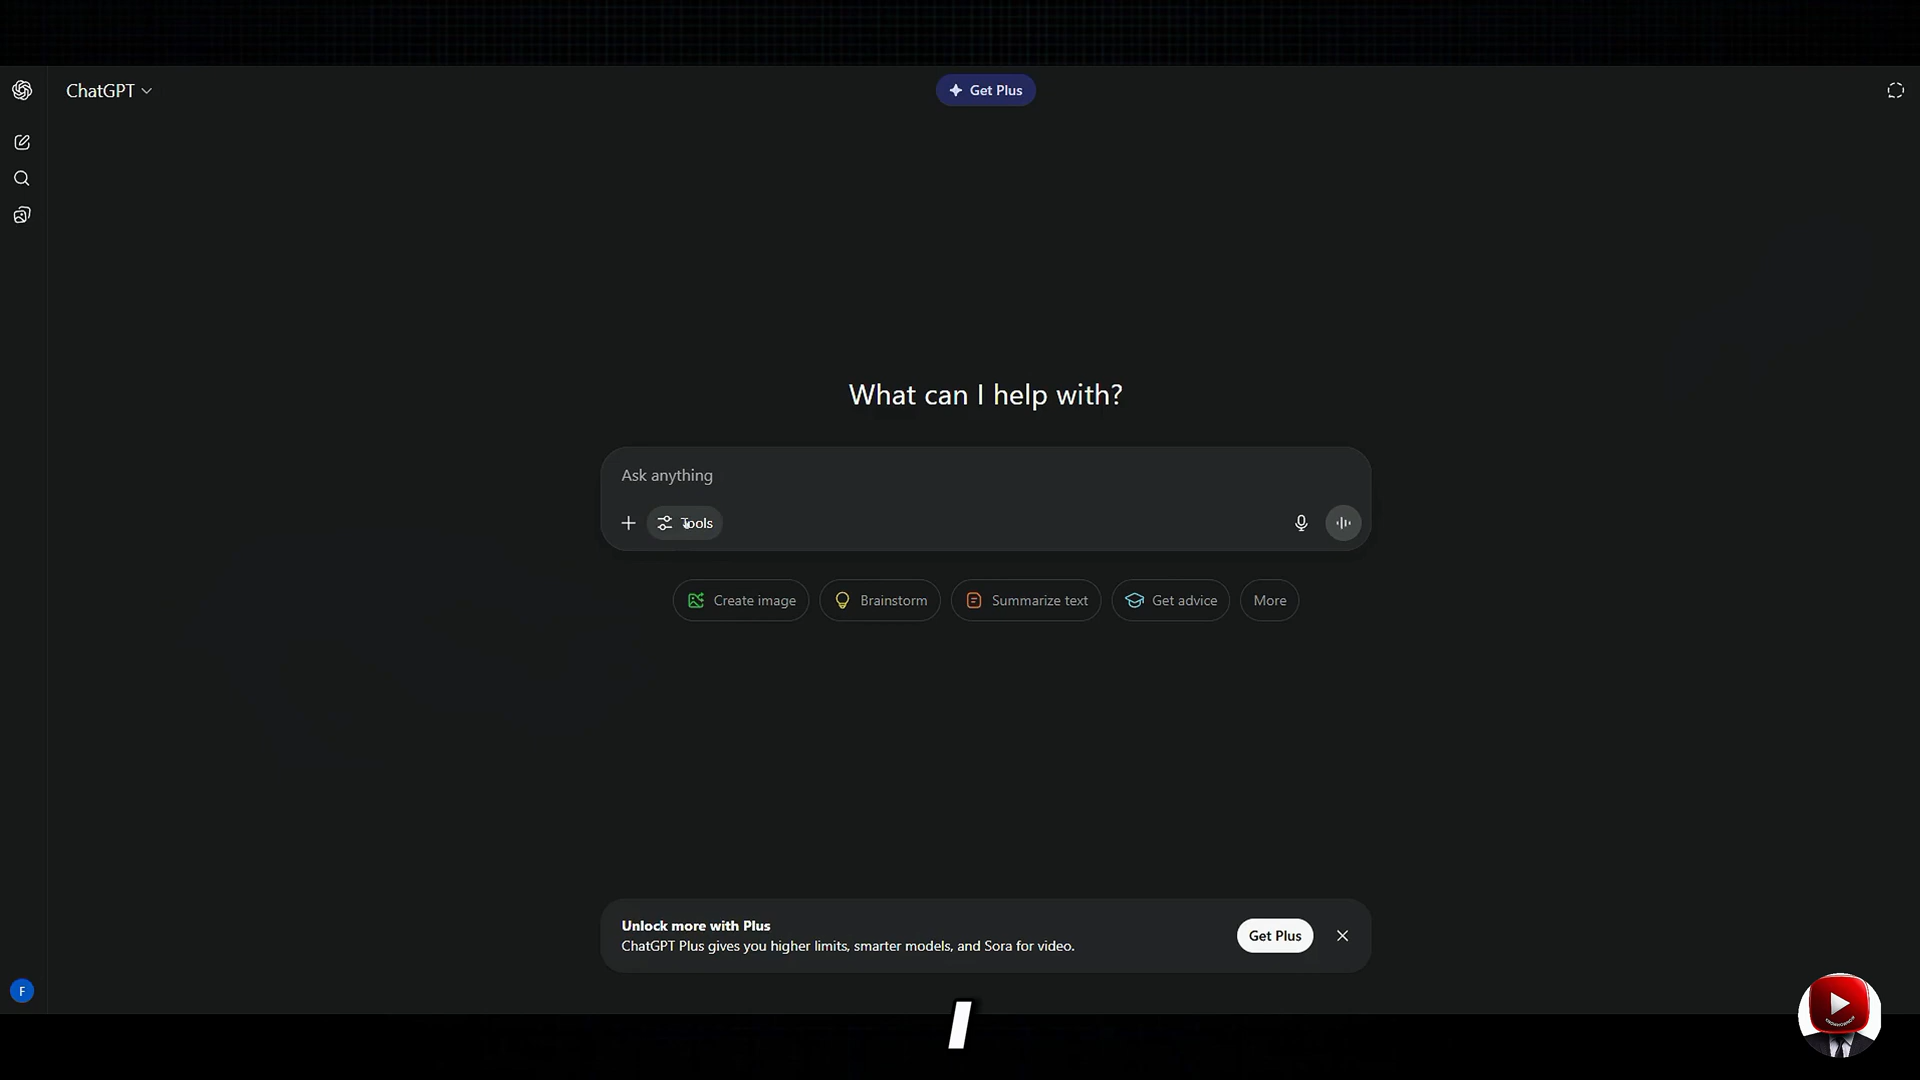 ChatGPT
Get Plus
What can I help with?
Ask anything
Tools
Create image
Brainstorm
Summarize text
Get advice
More
Unlock more with Plus
ChatGPT Plus gives you higher limits, smarter models, and Sora for video.
Get Plus
F
I